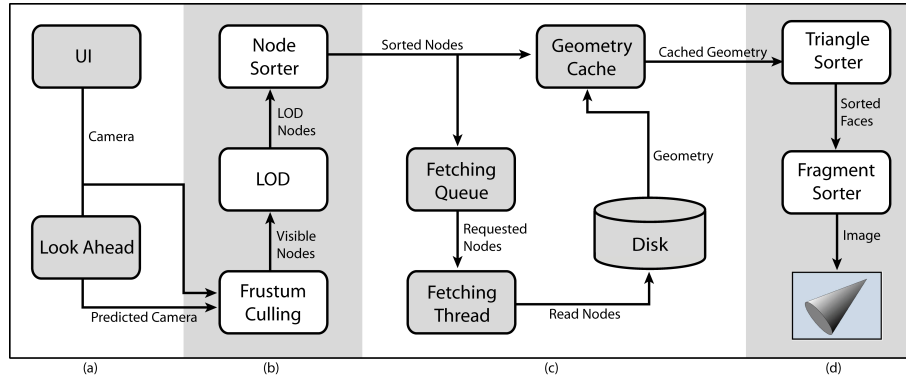 UI
Camera
Look Ahead
Predicted Camera
(a)
Node
Sorter
LOD
Nodes
LOD
Visible
Nodes
Frustum
Culling
(b)
Sorted Nodes
Fetching
Queue
Requested
Nodes
Fetching
Thread
Read Nodes
Geometry
Cache
Geometry
Disk
(c)
Cached Geometry
Triangle
Sorter
Sorted
Faces
Fragment
Sorter
Image
(d)